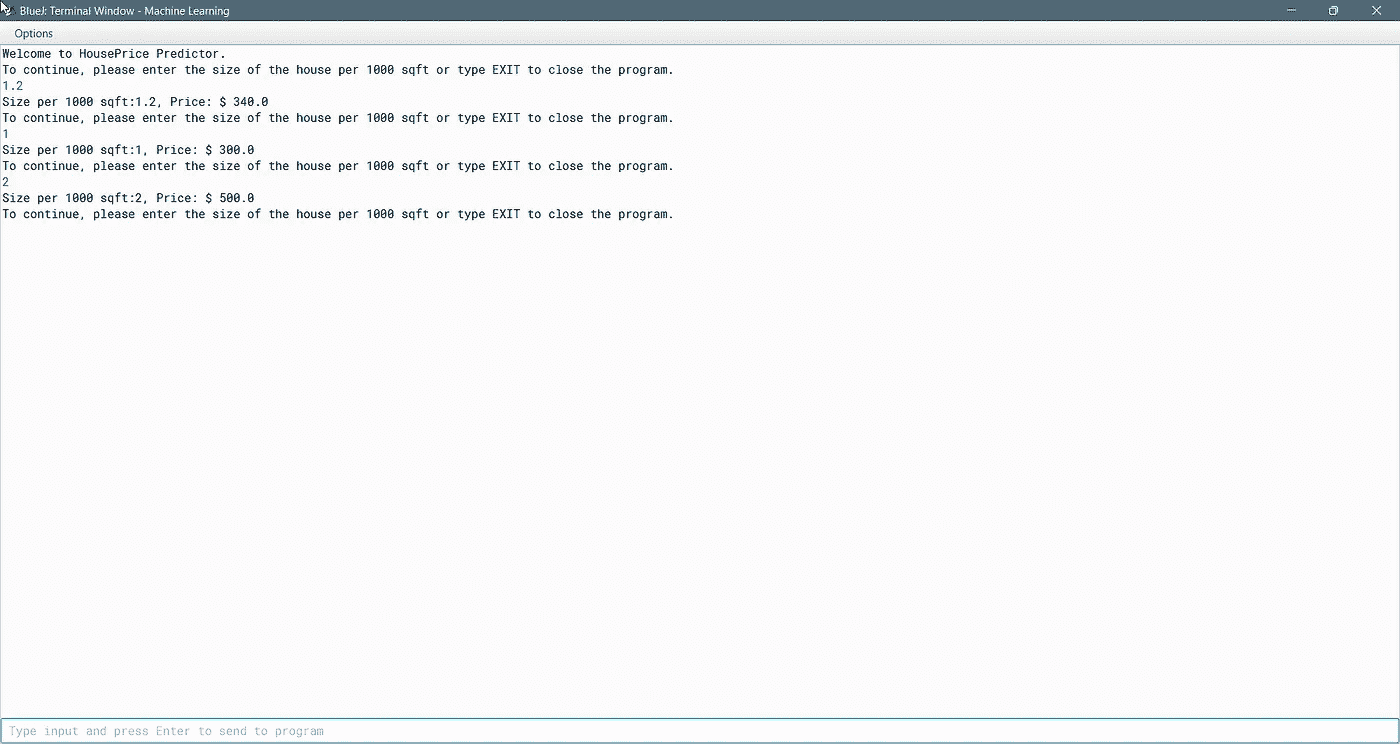 BlueJ: Terminal Window - Machine Learning
Options
Welcome to HousePrice Predictor.
To continue, please enter the size of the house per 1000 sqft or type EXIT to close the program.
1.2
Size per 1000 sqft:1.2, Price: $ 340.0
To continue, please enter the size of the house per 1000 sqft or type EXIT to close the program.
1
Size per 1000 sqft:1, Price: $ 300.0
To continue, please enter the size of the house per 1000 sqft or type EXIT to close the program.
2
Size per 1000 sqft:2, Price: $ 500.0
To continue, please enter the size of the house per 1000 sqft or type EXIT to close the program.
Type input and press Enter to send to program